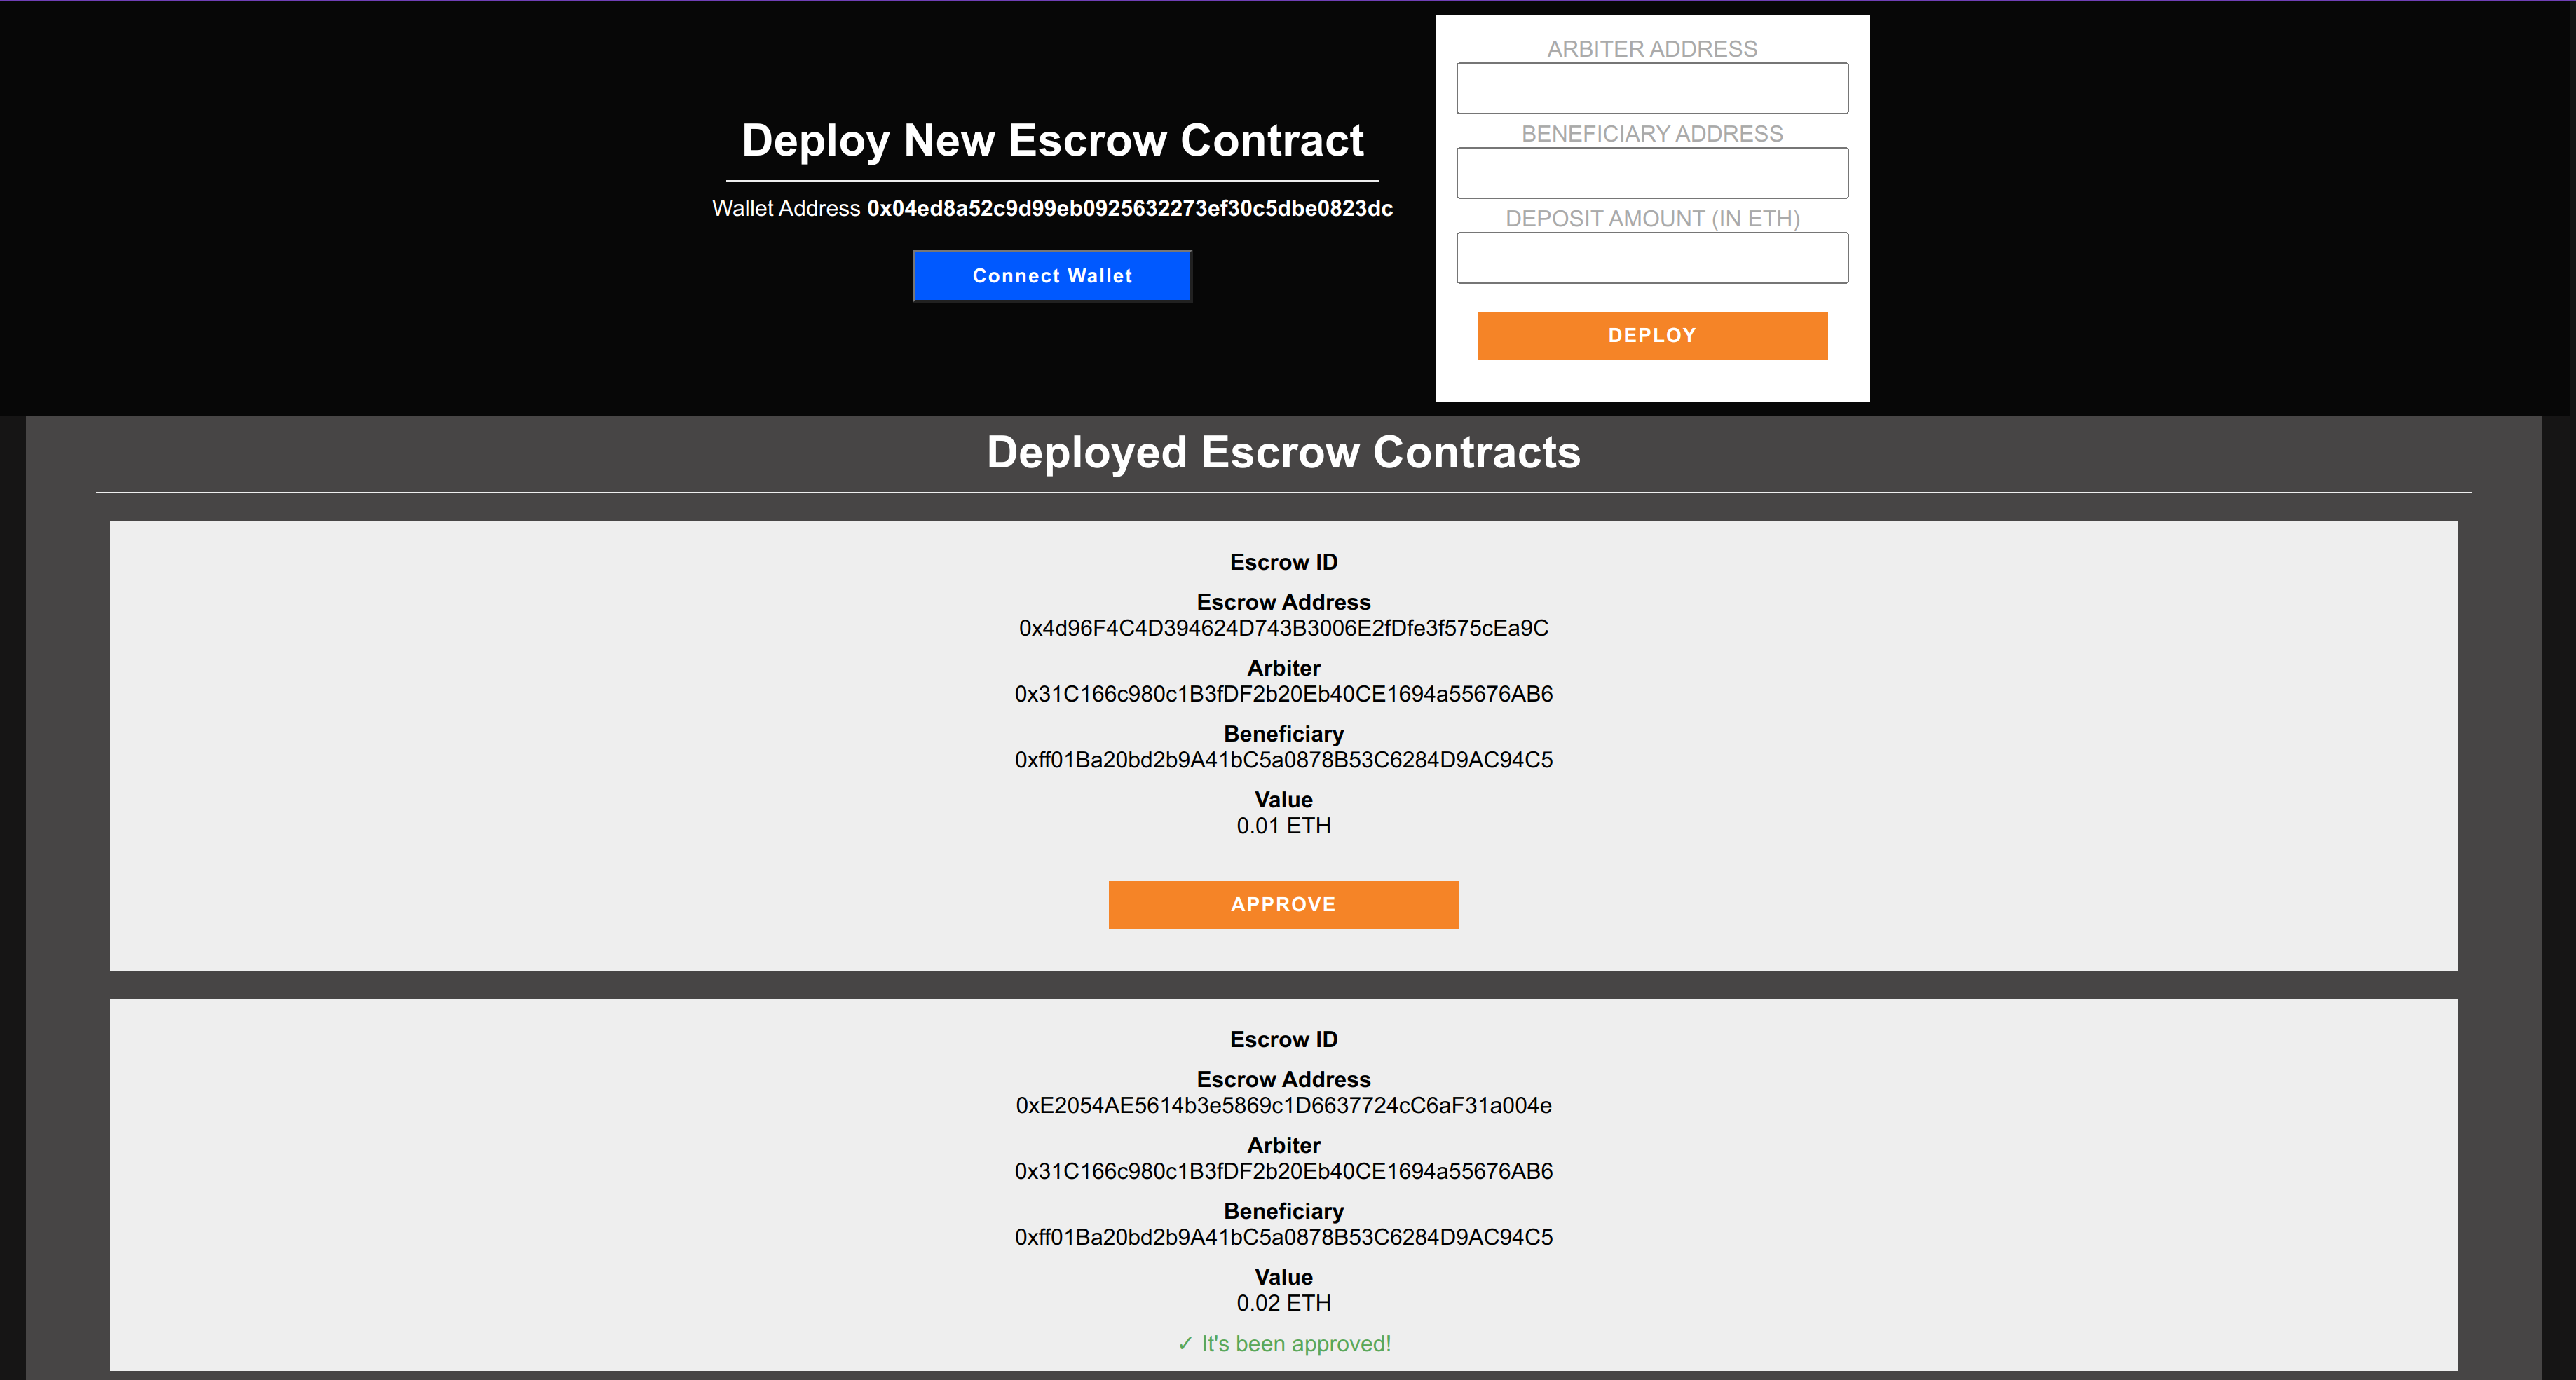 Deploy New Escrow Contract
Wallet Address 0x04ed8a52c9d99eb0925632273ef30c5dbe0823dc
Connect Wallet
ARBITER ADDRESS
BENEFICIARY ADDRESS
DEPOSIT AMOUNT (IN ETH)
DEPLOY
Deployed Escrow Contracts
Escrow ID
Escrow Address
0x4d96F4C4D394624D743B3006E2fDfe3f575cEa9C
Arbiter
0x31C166c980c1B3fDF2b20Eb40CE1694a55676AB6
Beneficiary
0xff01Ba20bd2b9A41bC5a0878B53C6284D9AC94C5
Value
0.01 ETH
APPROVE
Escrow ID
Escrow Address
0xE2054AE5614b3e5869c1D6637724cC6aF31a004e
Arbiter
0x31C166c980c1B3fDF2b20Eb40CE1694a55676AB6
Beneficiary
0xff01Ba20bd2b9A41bC5a0878B53C6284D9AC94C5
Value
0.02 ETH
✓ It's been approved!